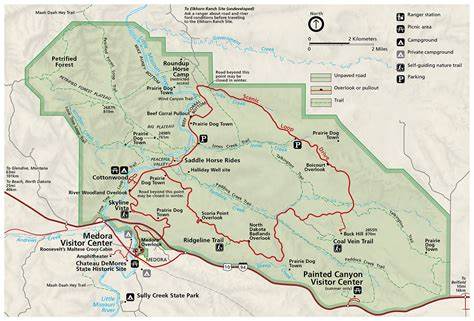 Maah Daah Hey Trail
To Elkhorn Ranch Site (undeveloped)
Ask a ranger about road and river
ford conditions before traveling
to the Elkhorn Ranch Site.
North
0
2 Kilometers
0
2 Miles
Ranger station
Picnic area
Campground
Private campground
Self-guiding nature trail
Parking
Unpaved road
Overlook or pullout
Trail
Petrified
Forest
PETRIFIED FOREST PLATEAU
Roundup
Horse
Camp
(restricted
use)
Prairie Dog
Town
Wind Canyon Trail
Beef Corral Pullout
Road beyond this
point may be
closed in winter.
Scenic
Loop
Drive
Prairie Dog
Town
BIG PLATEAU
Jones Creek
Prairie Dog
Town
Boicourt
Overlook
PEACEFUL
VALLEY
Saddle Horse Rides
Halliday Well site
Paddock Creek
To Glendive, Montana
To Beach, North Dakota
Cottonwood
Prairie Dog
Town
River Woodland Overlook
Road beyond this
point may be closed
in winter.
Skyline
Vista
Prairie Dog
Town
Scoria Point
Overlook
North
Dakota
Badlands
Overlook
Buck Hill
2855ft
870m
Ridgeline Trail
Coal Vein Trail
Medora
Visitor Center
Roosevelt's Maltese Cross Cabin
Medora
Overlook
Amphitheater
Chateau DeMores
State Historic Site
MEDORA
Andrews Creek
10
94
Painted Canyon
Visitor Center
(summer only)
Little
Missouri
River
Sully Creek State Park
Maah Daah Hey Trail
To
Belfield